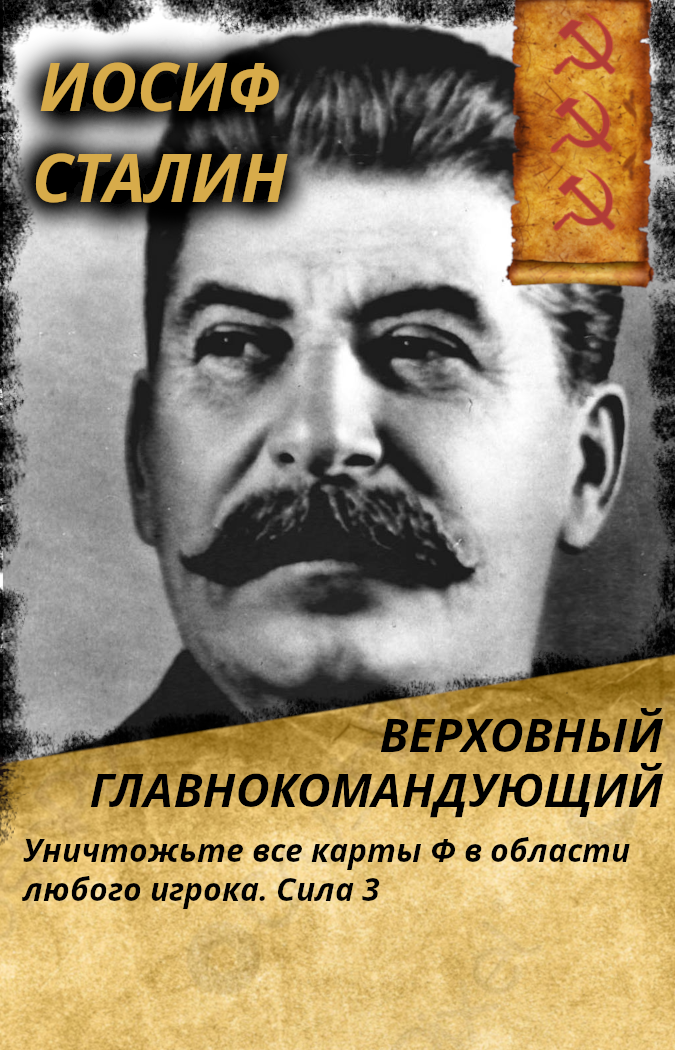 ИОСИФ
СТАЛИН
ВЕРХОВНЫЙ
ГЛАВНОКОМАНДУЮЩИЙ
Уничтожьте все карты Ф в области
любого игрока. Сила 3